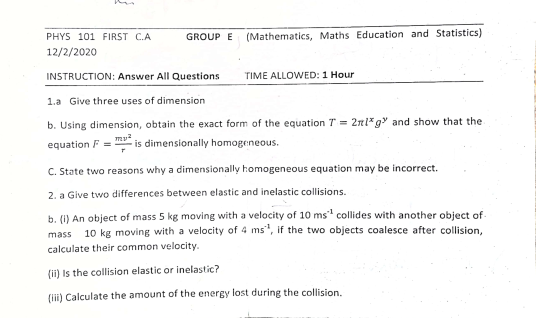 PHYS 101 FIRST C.A GROUP E (Mathematics, Maths Education and Statistics)
12/2/2020
INSTRUCTION: Answer All Questions TIME ALLOWED: 1 Hour
1.a Give three uses of dimension
b. Using dimension, obtain the exact form of the equation T = 2πlˣgʸ and show that the
equation F = mv²/r is dimensionally homogeneous.
C. State two reasons why a dimensionally homogeneous equation may be incorrect.
2. a Give two differences between elastic and inelastic collisions.
b. (i) An object of mass 5 kg moving with a velocity of 10 ms⁻¹ collides with another object of
mass 10 kg moving with a velocity of 4 ms⁻¹, if the two objects coalesce after collision,
calculate their common velocity.
(ii) Is the collision elastic or inelastic?
(iii) Calculate the amount of the energy lost during the collision.